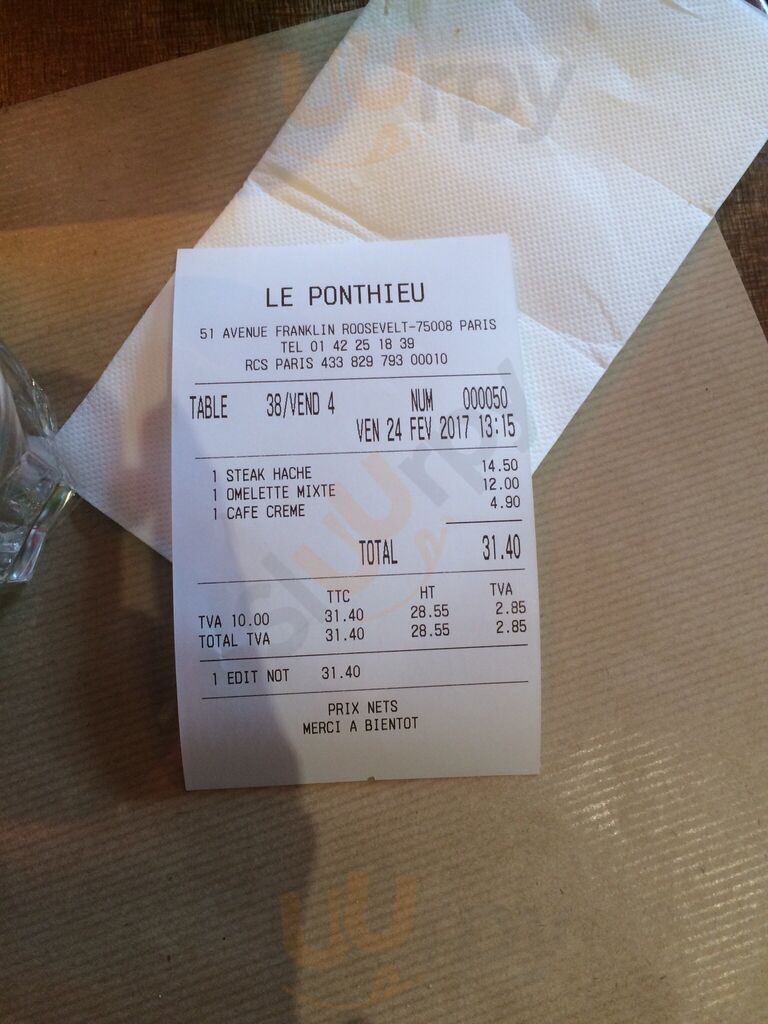 LE PONTHIEU
51 AVENUE FRANKLIN ROOSEVELT-75008 PARIS
TEL 01 42 25 18 39
RCS PARIS 433 829 793 00010
TABLE 38/VEND 4 NUM 000050
VEN 24 FEV 2017 13:15
1 STEAK HACHE 14.50
1 OMELETTE MIXTE 12.00
1 CAFE CREME 4.90
TOTAL 31.40
TTC HT TVA
TVA 10.00 31.40 28.55 2.85
TOTAL TVA 31.40 28.55 2.85
1 EDIT NOT 31.40
PRIX NETS
MERCI A BIENTOT
sluurpy